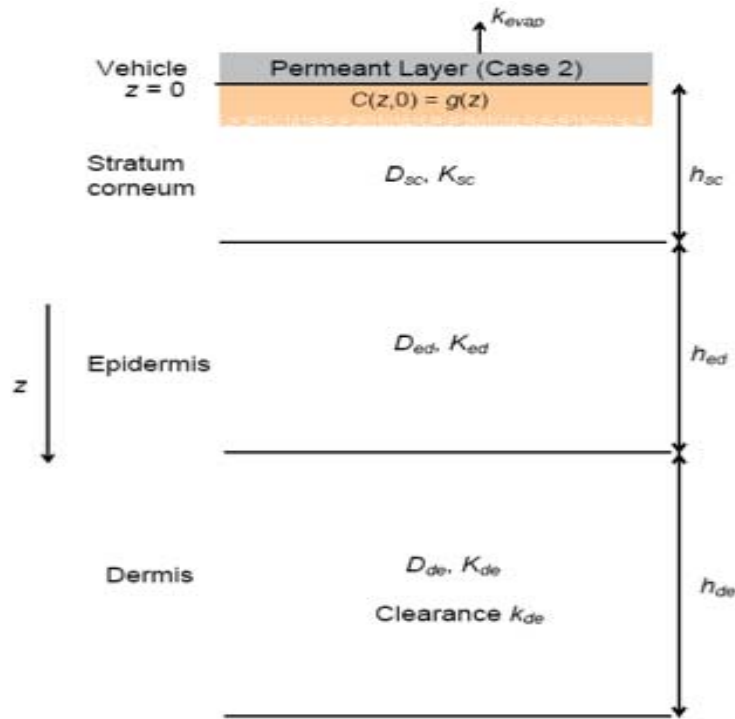 k_evap
Vehicle
Permeant Layer (Case 2)
z = 0
C(z,0) = g(z)
Stratum
corneum
D_sc, K_sc
h_sc
z
Epidermis
D_ed, K_ed
h_ed
Dermis
D_de, K_de
Clearance k_de
h_de